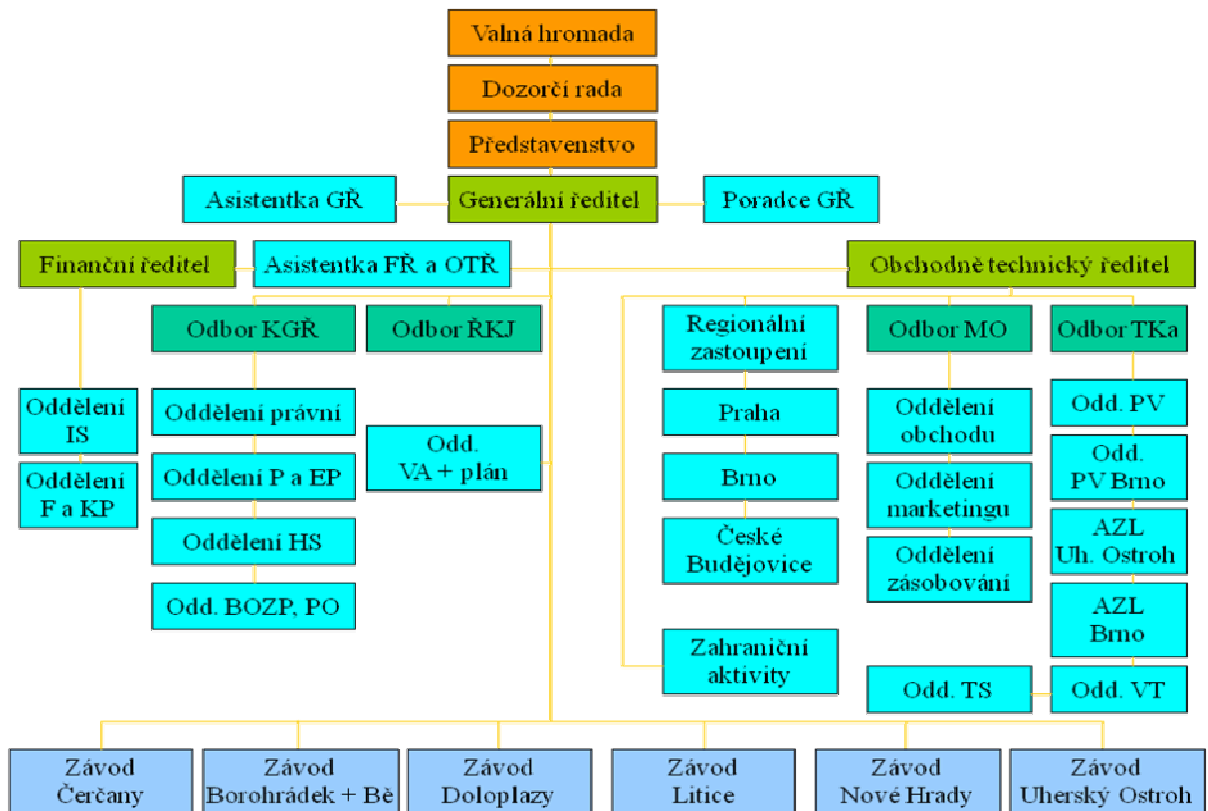 Valná hromada
Dozorčí rada
Představenstvo
Asistentka GŘ
Generální ředitel
Poradce GŘ
Finanční ředitel
Asistentka FŘ a OTŘ
Obchodně technický ředitel
Odbor KGŘ
Odbor ŘKJ
Regionální
zastoupení
Odbor MO
Odbor TKa
Oddělení
IS
Oddělení
F a KP
Oddělení právní
Oddělení P a EP
Oddělení HS
Odd. BOZP, PO
Odd.
VA + plán
Praha
Brno
České
Budějovice
Zahraniční
aktivity
Oddělení
obchodu
Oddělení
marketingu
Oddělení
zásobování
Odd. TS
Odd. PV
Odd.
PV Brno
AZL
Uh. Ostroh
AZL
Brno
Odd. VT
Závod
Čerčany
Závod
Borohrádek + Bě
Závod
Doloplazy
Závod
Litice
Závod
Nové Hrady
Závod
Uherský Ostroh